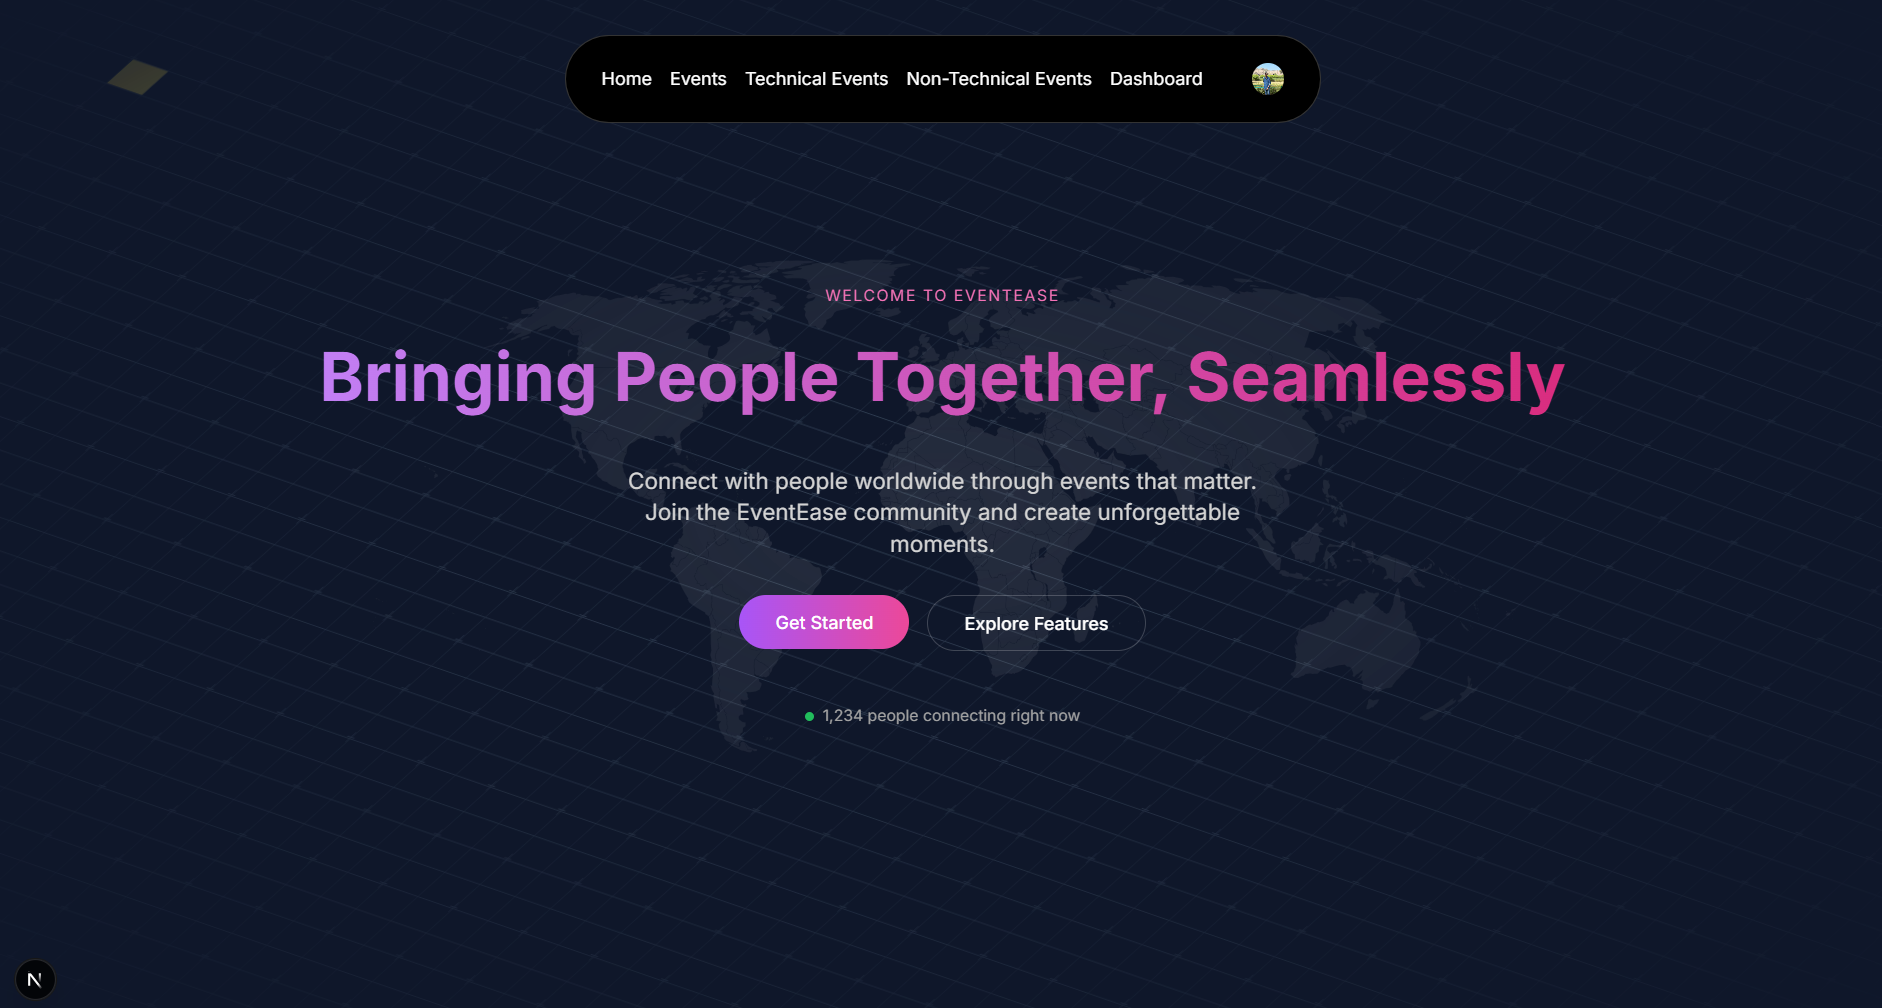 Home Events Technical Events Non-Technical Events Dashboard
WELCOME TO EVENTEASE
Bringing People Together, Seamlessly
Connect with people worldwide through events that matter.
Join the EventEase community and create unforgettable
moments.
Get Started Explore Features
1,234 people connecting right now
N